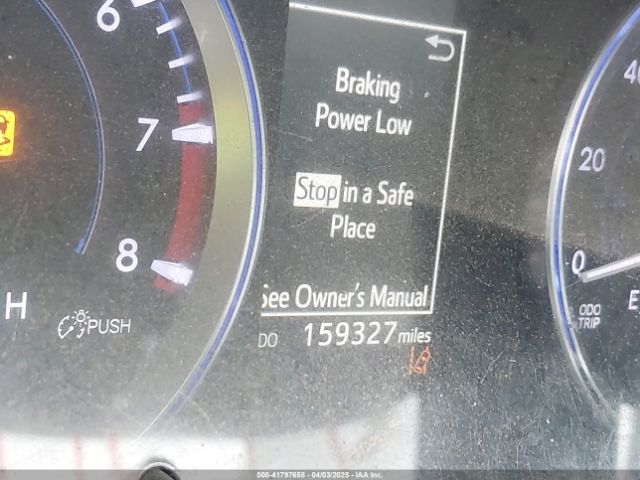 6
7
8
H
PUSH
Braking
Power Low
Stop in a Safe
Place
See Owner's Manual
DO 159327 miles
40
20
0
E
ODO
TRIP
000-41797658 - 04/03/2025 - IAA Inc.